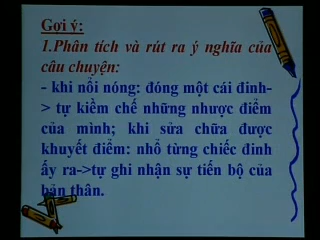 Gợi ý:
1.Phân tích và rút ra ý nghĩa của
câu chuyện:
- khi nổi nóng: đóng một cái đinh-
> tự kiềm chế những nhược điểm
của mình; khi sửa chữa được
khuyết điểm: nhổ từng chiếc đinh
ấy ra->tự ghi nhận sự tiến bộ của
bản thân.